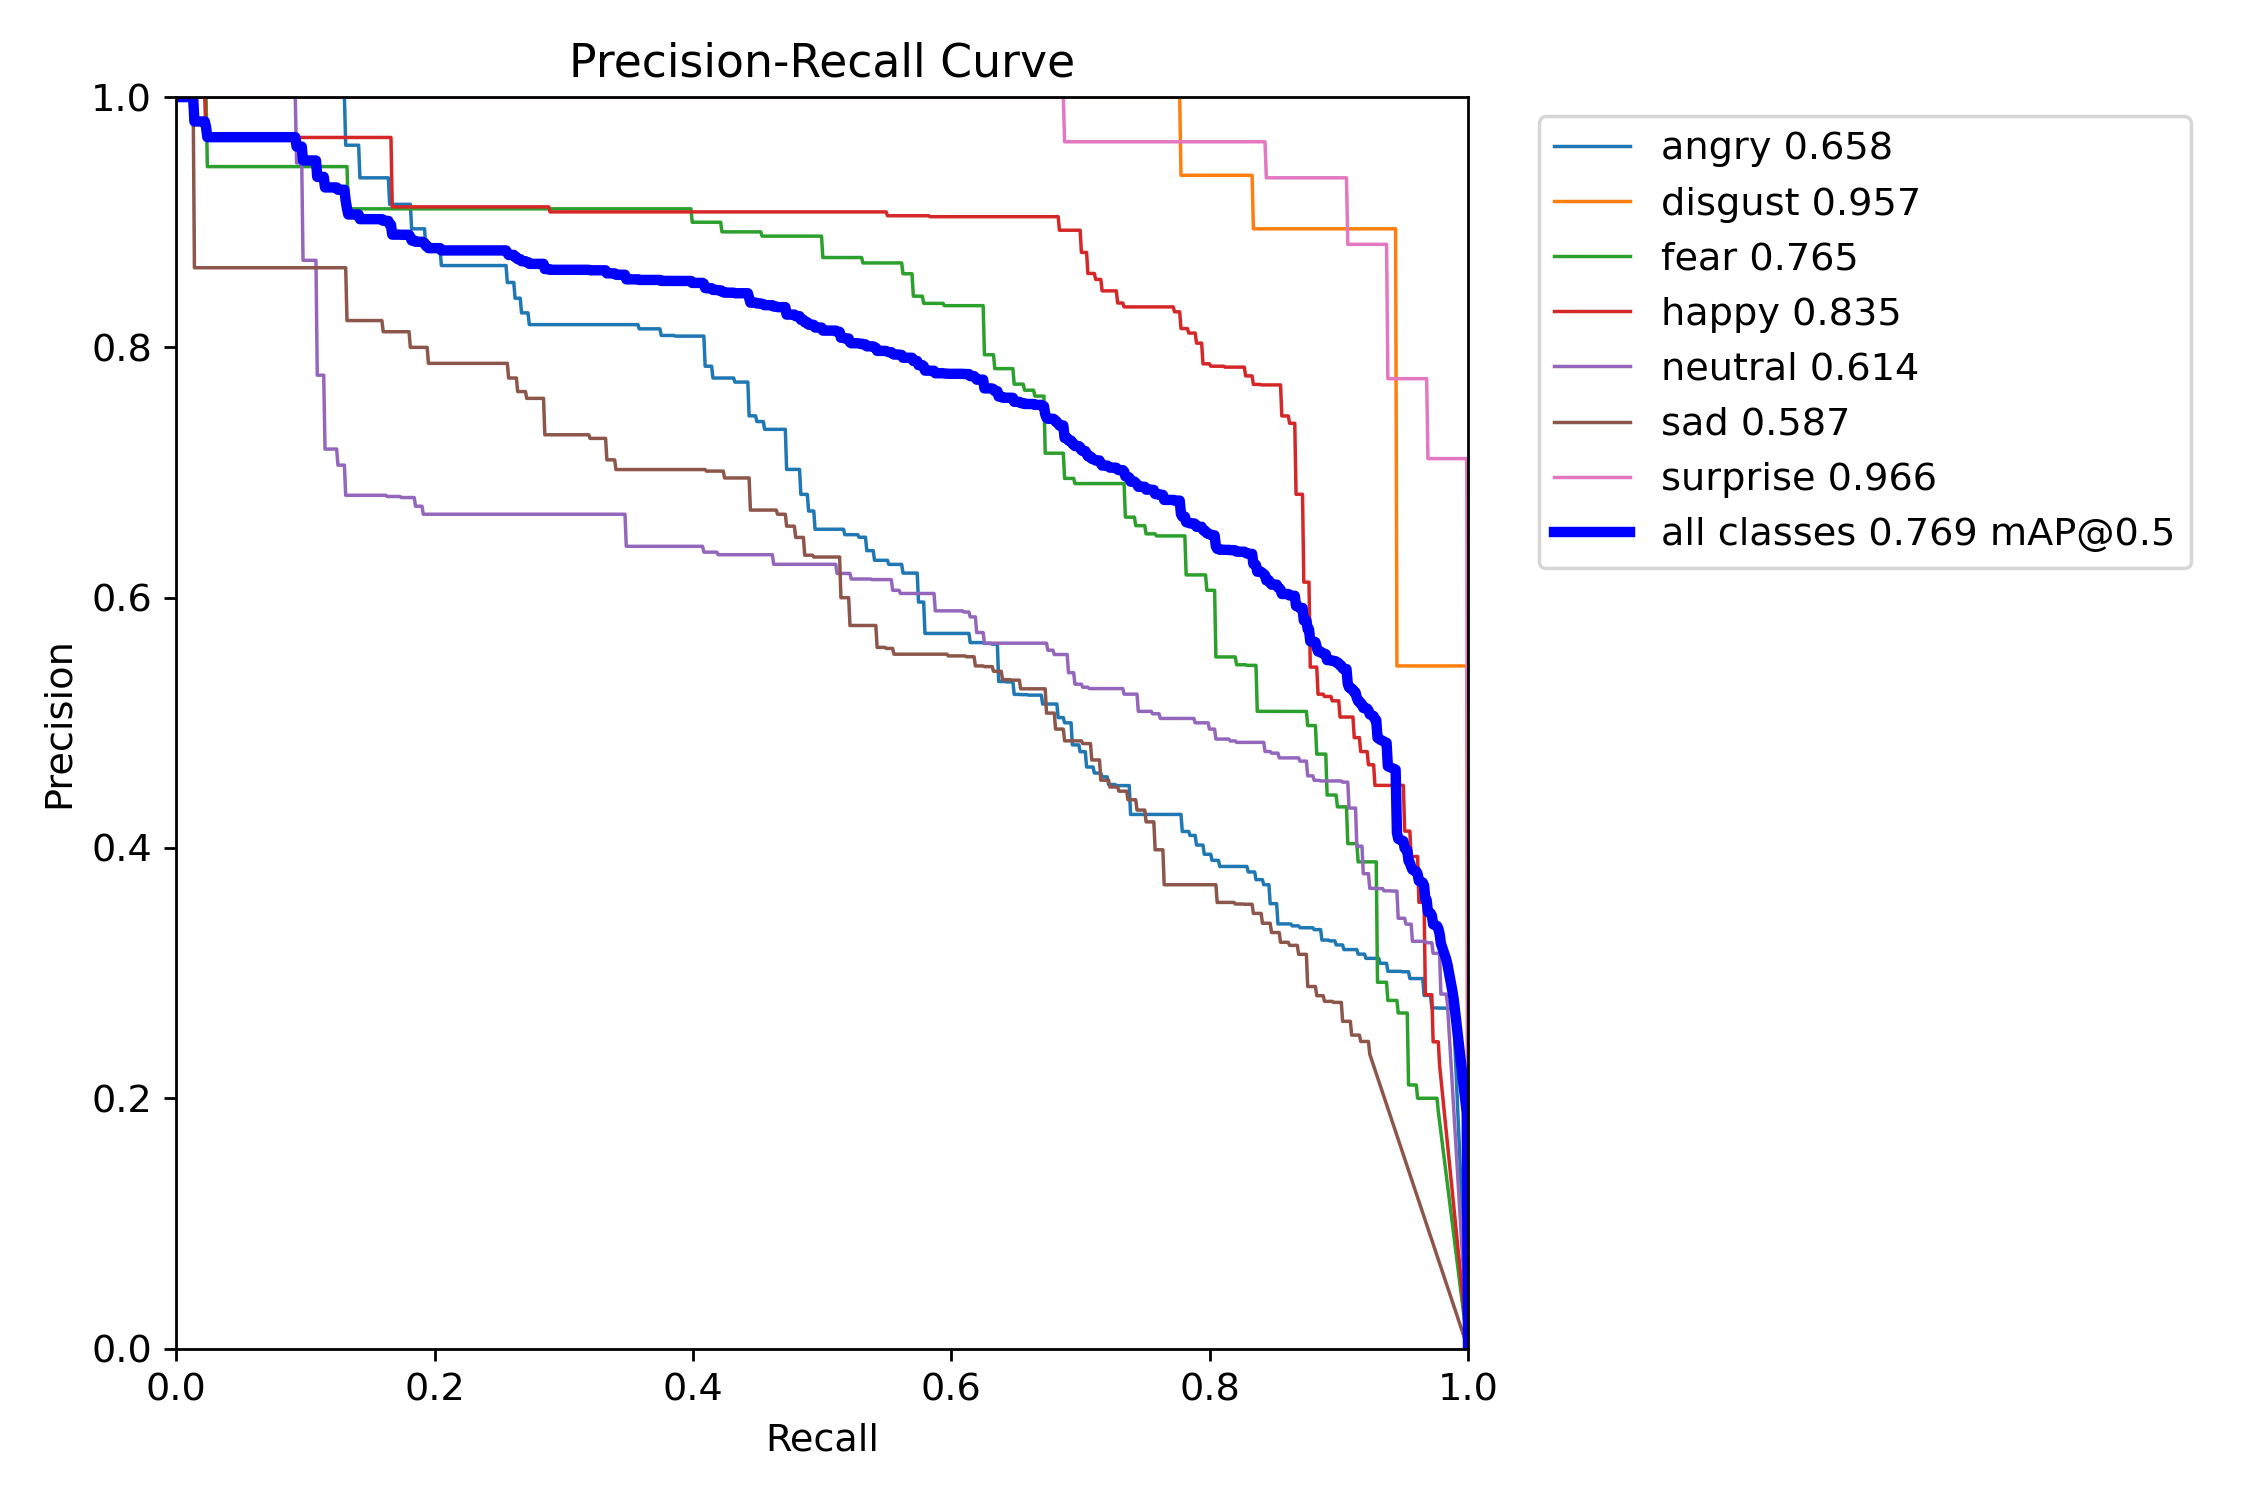 Precision-Recall Curve
1.0
0.8
0.6
0.4
0.2
0.0
Precision
0.0 0.2 0.4 0.6 0.8 1.0
Recall
angry 0.658
disgust 0.957
fear 0.765
happy 0.835
neutral 0.614
sad 0.587
surprise 0.966
all classes 0.769 mAP@0.5